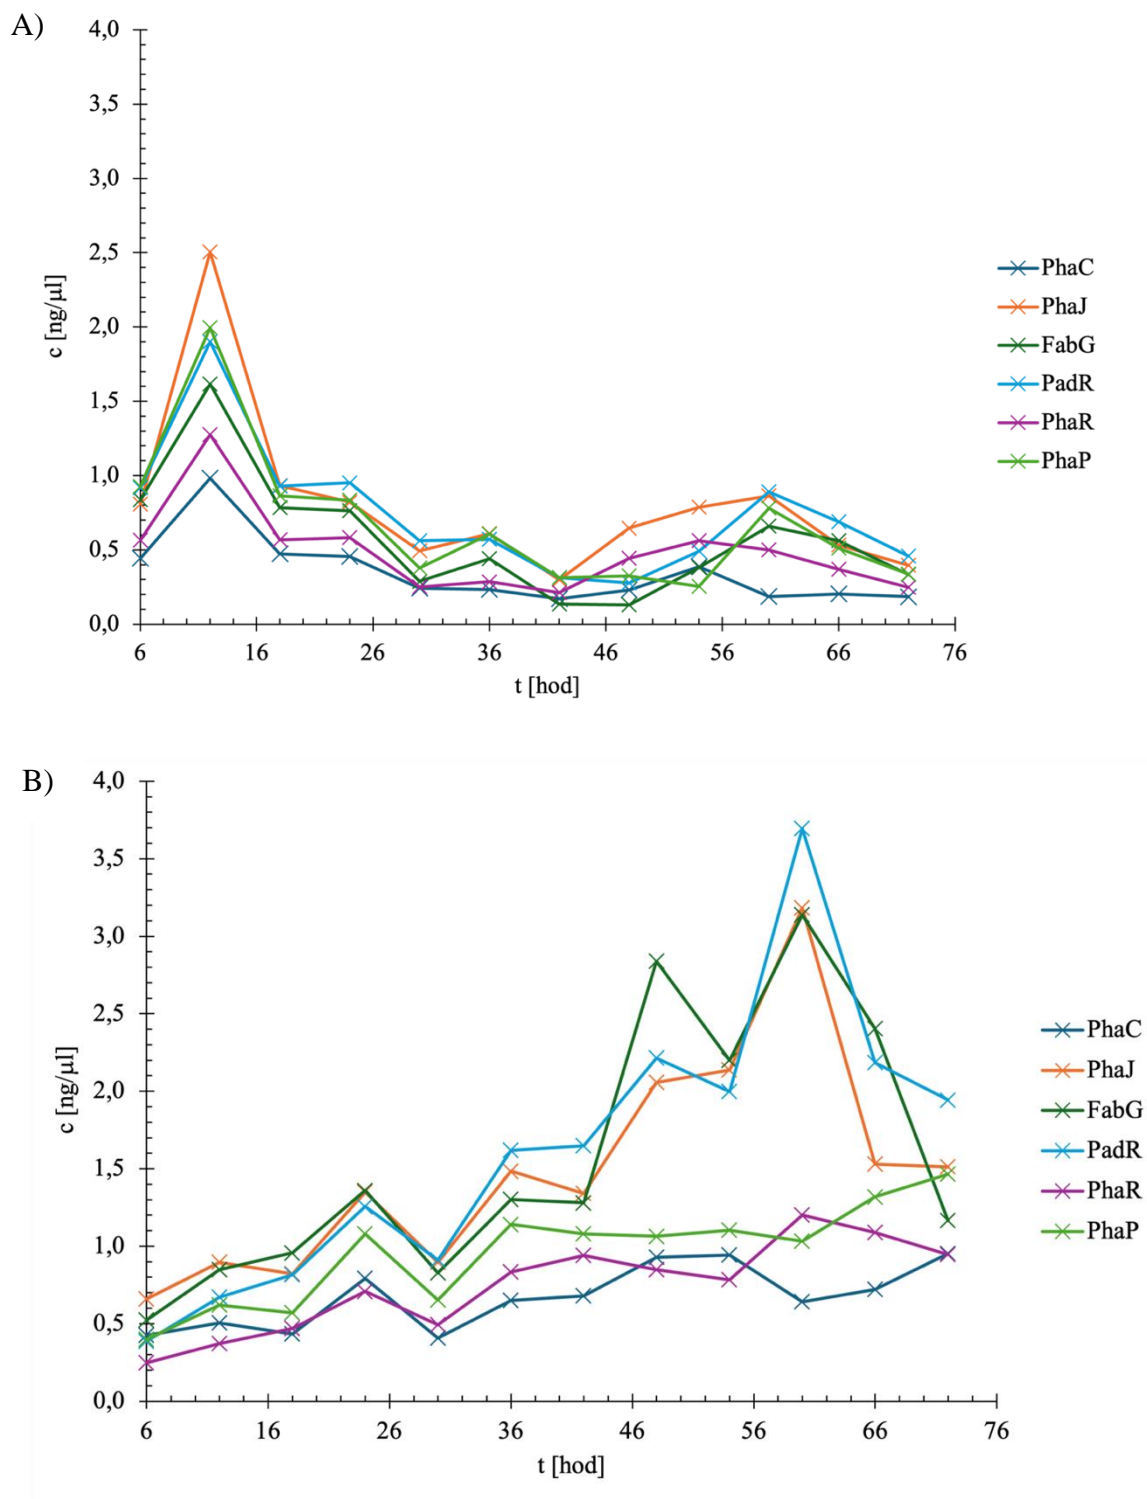 A)
4,0
3,5
3,0
2,5
2,0
1,5
1,0
0,5
0,0
c [ng/µl]
6 16 26 36 46 56 66 76
t [hod]
PhaC
PhaJ
FabG
PadR
PhaR
PhaP
B)
4,0
3,5
3,0
2,5
2,0
1,5
1,0
0,5
0,0
c [ng/µl]
6 16 26 36 46 56 66 76
t [hod]
PhaC
PhaJ
FabG
PadR
PhaR
PhaP